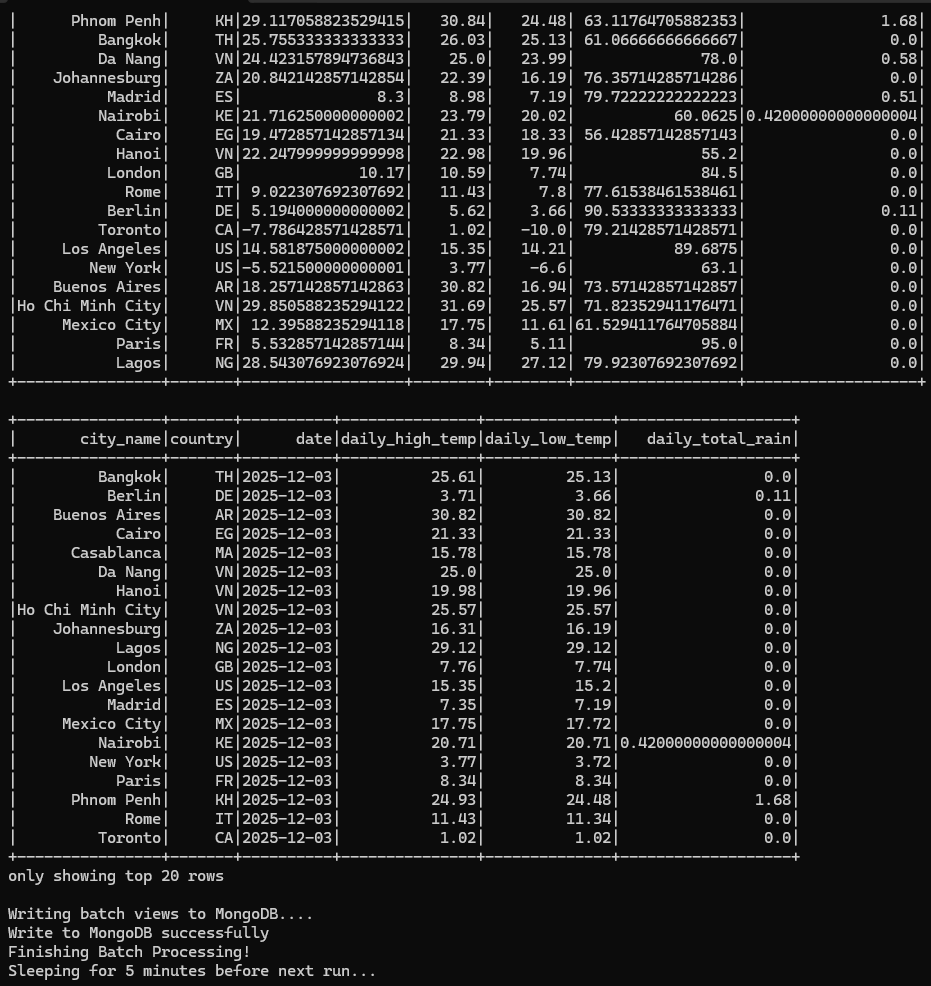 |      Phnom Penh|     KH|29.117058823529415|   30.84|   24.48| 63.11764705882353|               1.68|
|         Bangkok|     TH|25.755333333333333|   26.03|   25.13| 61.06666666666667|                0.0|
|         Da Nang|     VN|24.423157894736843|    25.0|   23.99|              78.0|               0.58|
|    Johannesburg|     ZA|20.842142857142854|   22.39|   16.19| 76.35714285714286|                0.0|
|          Madrid|     ES|               8.3|    8.98|    7.19| 79.72222222222223|               0.51|
|         Nairobi|     KE|21.716250000000002|   23.79|   20.02|           60.0625|0.42000000000000004|
|           Cairo|     EG|19.472857142857134|   21.33|   18.33| 56.42857142857143|                0.0|
|           Hanoi|     VN|22.247999999999998|   22.98|   19.96|              55.2|                0.0|
|          London|     GB|             10.17|   10.59|    7.74|              84.5|                0.0|
|            Rome|     IT| 9.022307692307692|   11.43|     7.8| 77.61538461538461|                0.0|
|          Berlin|     DE| 5.194000000000002|    5.62|    3.66| 90.53333333333333|               0.11|
|         Toronto|     CA|-7.786428571428571|    1.02|   -10.0| 79.21428571428571|                0.0|
|     Los Angeles|     US|14.581875000000002|   15.35|   14.21|           89.6875|                0.0|
|        New York|     US|-5.521500000000001|    3.77|    -6.6|              63.1|                0.0|
|    Buenos Aires|     AR|18.257142857142863|   30.82|   16.94| 73.57142857142857|                0.0|
|Ho Chi Minh City|     VN|29.850588235294122|   31.69|   25.57| 71.82352941176471|                0.0|
|     Mexico City|     MX| 12.39588235294118|   17.75|   11.61|61.529411764705884|                0.0|
|           Paris|     FR| 5.532857142857144|    8.34|    5.11|              95.0|                0.0|
|           Lagos|     NG|28.543076923076924|   29.94|   27.12| 79.92307692307692|                0.0|
+----------------+-------+------------------+--------+--------+------------------+-------------------+
+----------------+-------+----------+---------------+--------------+-------------------+
|       city_name|country|      date|daily_high_temp|daily_low_temp|   daily_total_rain|
+----------------+-------+----------+---------------+--------------+-------------------+
|         Bangkok|     TH|2025-12-03|          25.61|         25.13|                0.0|
|          Berlin|     DE|2025-12-03|           3.71|          3.66|               0.11|
|    Buenos Aires|     AR|2025-12-03|          30.82|         30.82|                0.0|
|           Cairo|     EG|2025-12-03|          21.33|         21.33|                0.0|
|      Casablanca|     MA|2025-12-03|          15.78|         15.78|                0.0|
|         Da Nang|     VN|2025-12-03|           25.0|          25.0|                0.0|
|           Hanoi|     VN|2025-12-03|          19.98|         19.96|                0.0|
|Ho Chi Minh City|     VN|2025-12-03|          25.57|         25.57|                0.0|
|    Johannesburg|     ZA|2025-12-03|          16.31|         16.19|                0.0|
|           Lagos|     NG|2025-12-03|          29.12|         29.12|                0.0|
|          London|     GB|2025-12-03|           7.76|          7.74|                0.0|
|     Los Angeles|     US|2025-12-03|          15.35|          15.2|                0.0|
|          Madrid|     ES|2025-12-03|           7.35|          7.19|                0.0|
|     Mexico City|     MX|2025-12-03|          17.75|         17.72|                0.0|
|         Nairobi|     KE|2025-12-03|          20.71|         20.71|0.42000000000000004|
|        New York|     US|2025-12-03|           3.77|          3.72|                0.0|
|           Paris|     FR|2025-12-03|           8.34|          8.34|                0.0|
|      Phnom Penh|     KH|2025-12-03|          24.93|         24.48|               1.68|
|            Rome|     IT|2025-12-03|          11.43|         11.34|                0.0|
|         Toronto|     CA|2025-12-03|           1.02|          1.02|                0.0|
+----------------+-------+----------+---------------+--------------+-------------------+
only showing top 20 rows
Writing batch views to MongoDB....
Write to MongoDB successfully
Finishing Batch Processing!
Sleeping for 5 minutes before next run...